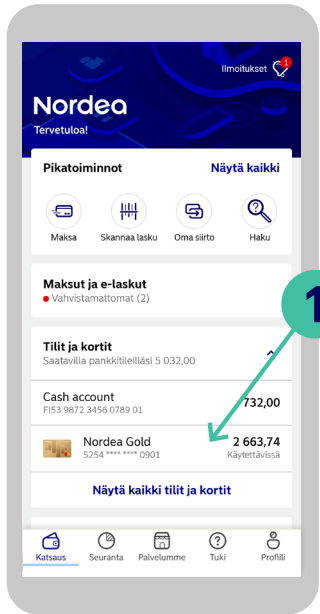 Ilmoitukset 1
Nordea
Tervetuloa!
Pikatoiminnot Näytä kaikki
Maksa Skannaa lasku Oma siirto Haku
Maksut ja e-laskut
Vahvistamattomat (2)
1
Tilit ja kortit
Saatavilla pankkitileilläsi 5 032,00
Cash account
FI53 9872 3456 0789 01
732,00
Nordea Gold 2 663,74
5254 **** **** 0901 Käytettävissä
Näytä kaikki tilit ja kortit
Katsaus Seuranta Palvelumme Tuki Profiili